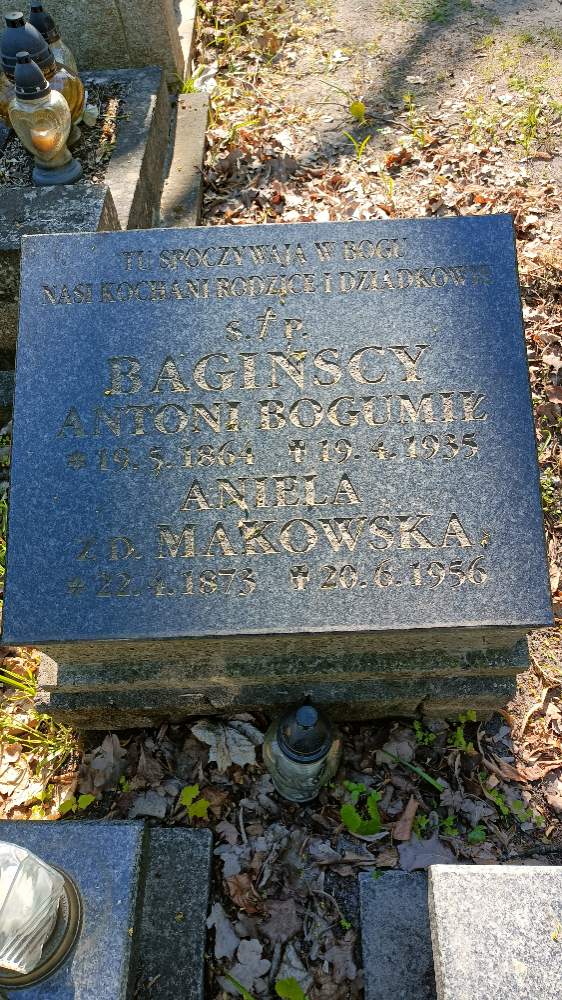 TU SPOCZYWAJĄ W BOGU
NASI KOCHANI RODZICE I DZIADKOWIE
Ś. † P.
BAGIŃSCY
ANTONI BOGUMIŁ
* 19. 5. 1864 ✝ 19. 4. 1935
ANIELA
Z D. MAKOWSKA
* 22. 4. 1873 ✝ 20. 6. 1956